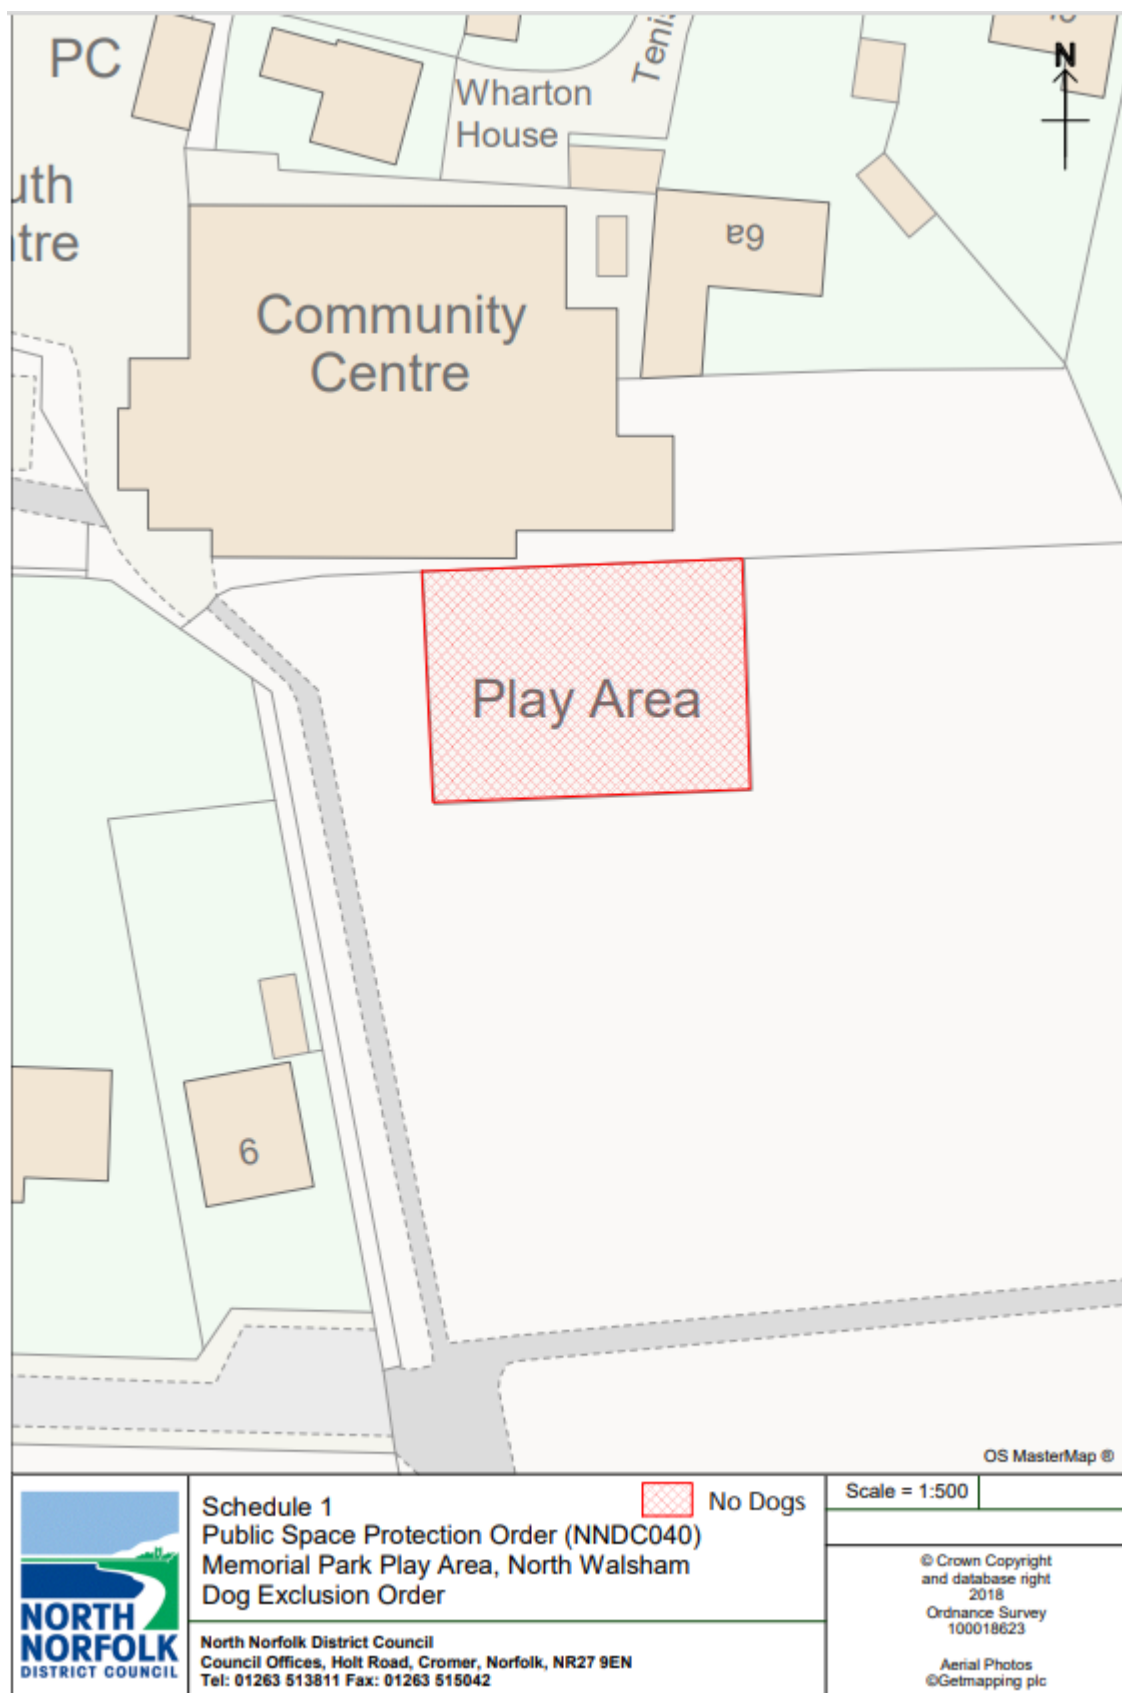 PC
Wharton
House
Tenis
N
uth
ntre
6a
Community
Centre
Play Area
6
OS MasterMap ®
Schedule 1
Public Space Protection Order (NNDC040)
Memorial Park Play Area, North Walsham
Dog Exclusion Order
No Dogs
Scale = 1:500
NORTH
NORFOLK
DISTRICT COUNCIL
North Norfolk District Council
Council Offices, Holt Road, Cromer, Norfolk, NR27 9EN
Tel: 01263 513811 Fax: 01263 515042
© Crown Copyright
and database right
2018
Ordnance Survey
100018623
Aerial Photos
©Getmapping plc